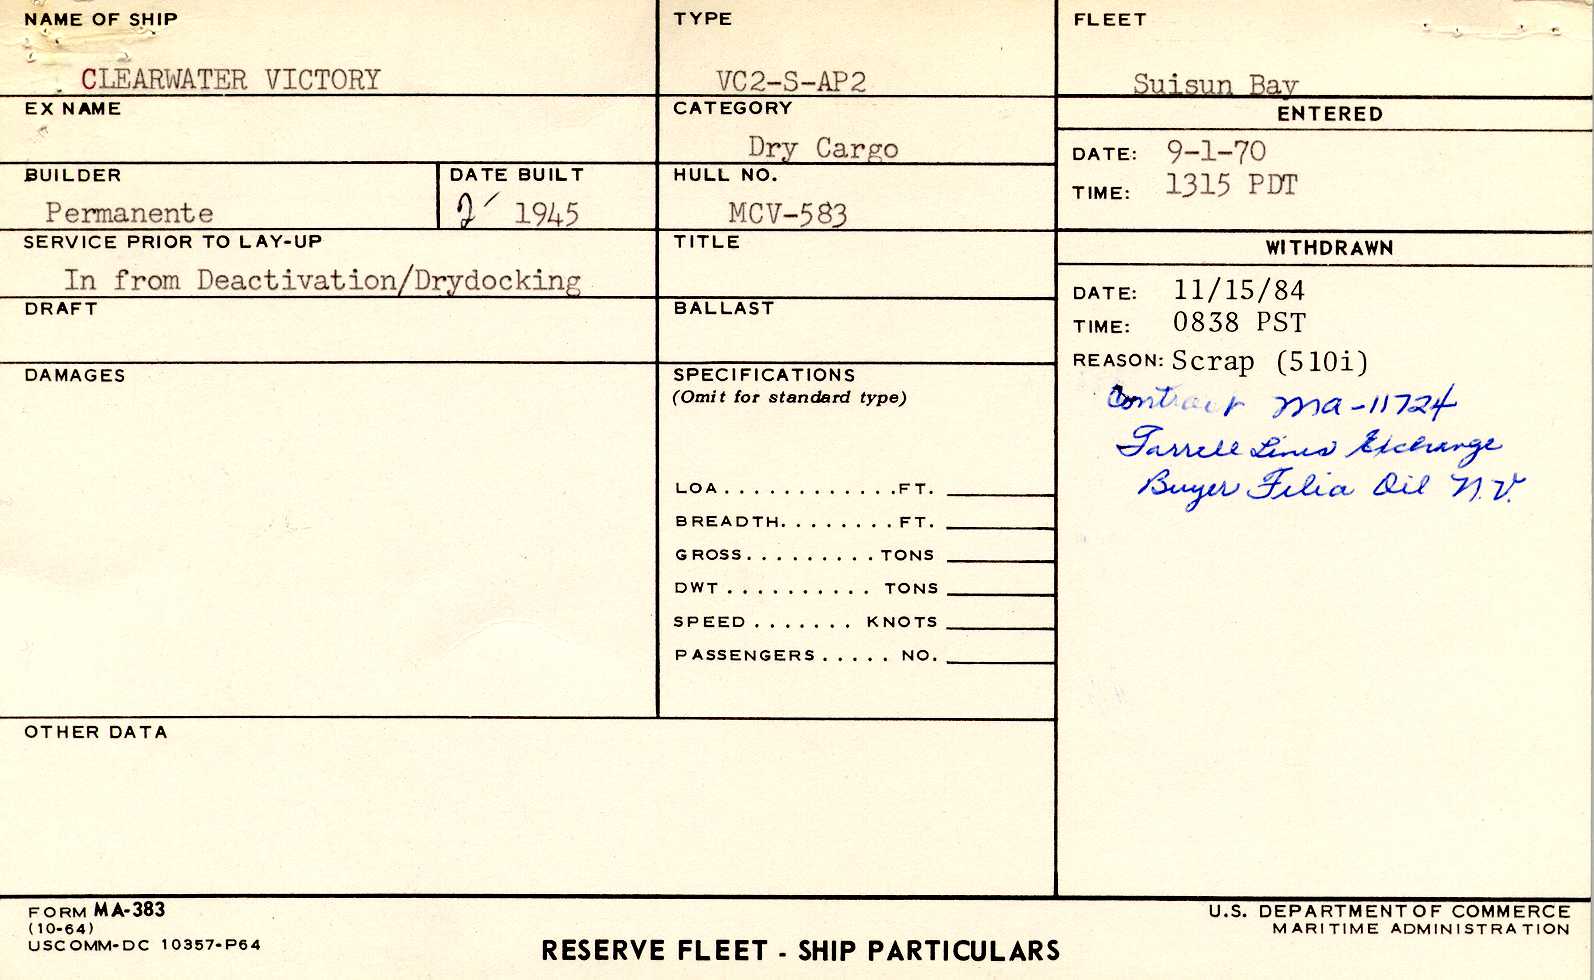 NAME OF SHIP
CLEARWATER VICTORY
TYPE
VC2-S-AP2
FLEET
Suisun Bay
EX NAME
CATEGORY
Dry Cargo
ENTERED
DATE: 9-1-70
TIME: 1315 PDT
BUILDER
Permanente
DATE BUILT
2/ 1945
HULL NO.
MCV-583
SERVICE PRIOR TO LAY-UP
In from Deactivation/Drydocking
TITLE
WITHDRAWN
DATE: 11/15/84
TIME: 0838 PST
REASON: Scrap (510i)
Contract MA-11724
Farrell Lines Exchange
Buyer Filia Oil N.V.
DRAFT
BALLAST
DAMAGES
SPECIFICATIONS
(Omit for standard type)
LOA............FT.
BREADTH........FT.
GROSS.........TONS
DWT.......... TONS
SPEED....... KNOTS
PASSENGERS..... NO.
OTHER DATA
FORM MA-383
(10-64)
USCOMM-DC 10357-P64
RESERVE FLEET - SHIP PARTICULARS
U.S. DEPARTMENT OF COMMERCE
MARITIME ADMINISTRATION